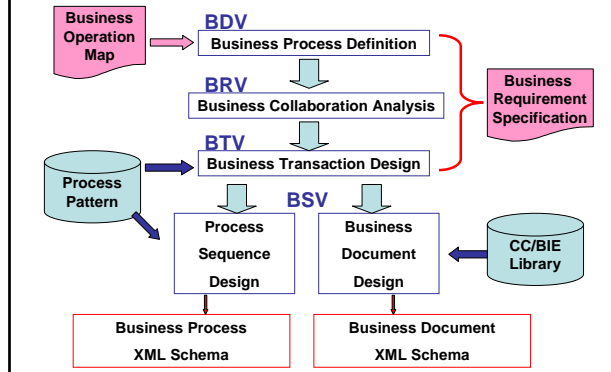 Business
Operation
Map
BDV
Business Process Definition
BRV
Business Collaboration Analysis
Business
Requirement
Specification
BTV
Business Transaction Design
Process
Pattern
BSV
Process
Sequence
Design
Business
Document
Design
CC/BIE
Library
Business Process
XML Schema
Business Document
XML Schema